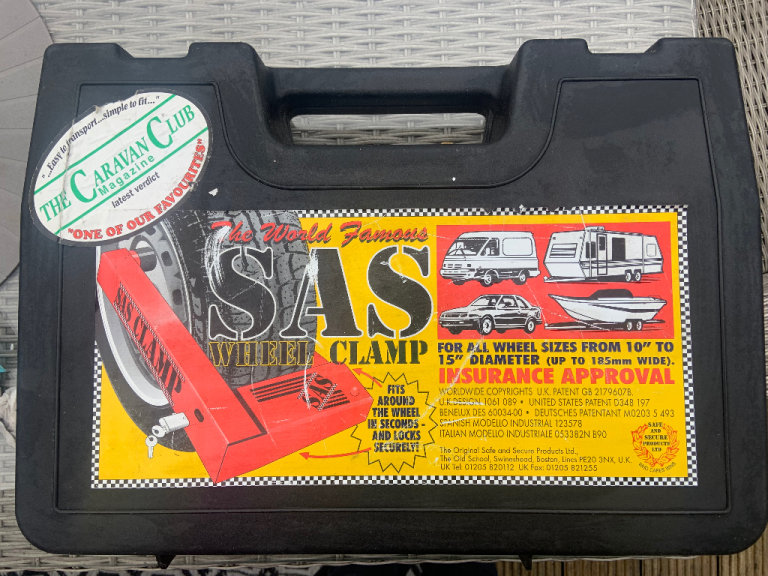 "...Easy to transport...simple to fit..."
THE CARAVAN CLUB
Magazine
latest verdict
"ONE OF OUR FAVOURITES"
The World Famous
SAS
WHEEL CLAMP
SAS CLAMP
SAS
FITS
AROUND
THE WHEEL
IN SECONDS -
AND LOCKS
SECURELY!
FOR ALL WHEEL SIZES FROM 10" TO
15" DIAMETER (UP TO 185mm WIDE).
INSURANCE APPROVAL
WORLDWIDE COPYRIGHTS U.K. PATENT GB 2179607B.
U.K.DESIGN 1061 089 • UNITED STATES PATENT D348 197
BENELUX DES 60034-00 • DEUTSCHES PATENTANT M0203 5 493
SPANISH MODELLO INDUSTRIAL 123578
ITALIAN MODELLO INDUSTRIALE 053382N B90
The Original Safe and Secure Products Ltd.,
The Old School, Swineshead, Boston, Lincs PE20 3NX, U.K.
UK Tel: 01205 820112 UK Fax: 01205 821255
SAFE
AND
SECURE
PRODUCTS
LTD